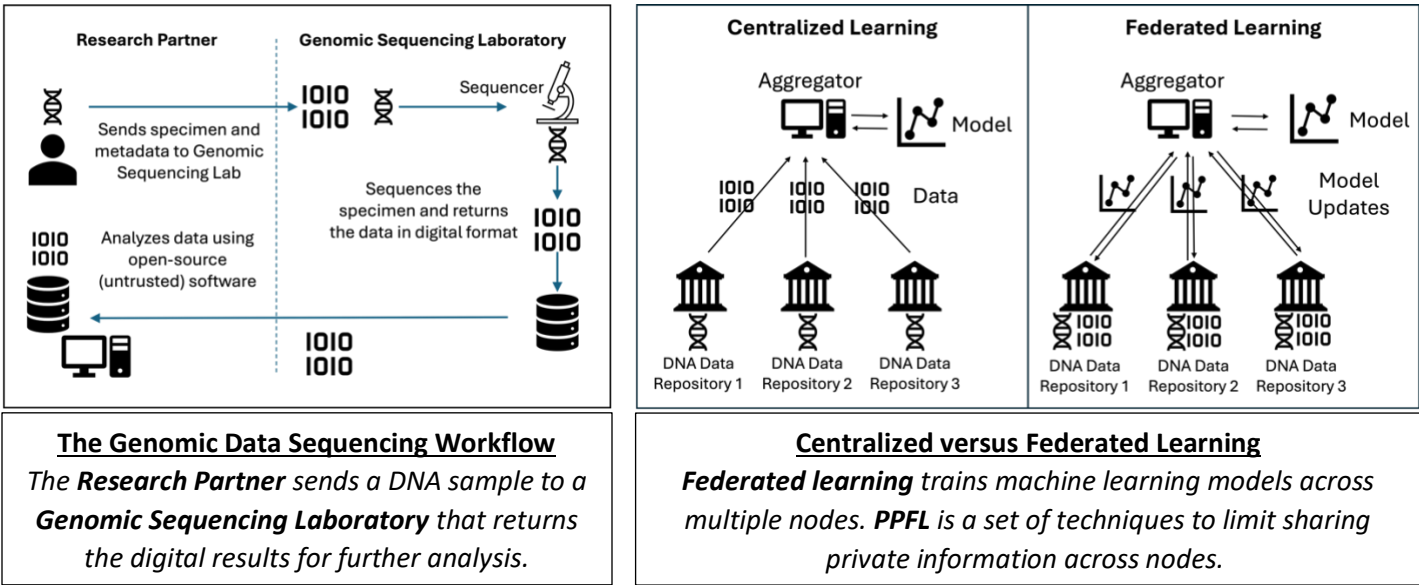 Research Partner
Genomic Sequencing Laboratory
Sequencer
1010
1010
Sends specimen and
metadata to Genomic
Sequencing Lab
Sequences the
specimen and returns
the data in digital format
1010
1010
1010
1010
Analyzes data using
open-source
(untrusted) software
1010
1010
The Genomic Data Sequencing Workflow
The Research Partner sends a DNA sample to a
Genomic Sequencing Laboratory that returns
the digital results for further analysis.
Centralized Learning
Aggregator
Model
1010
1010
1010
1010
1010
1010
Data
DNA Data
Repository 1
DNA Data
Repository 2
DNA Data
Repository 3
Federated Learning
Aggregator
Model
Model
Updates
1010
1010
1010
1010
1010
1010
DNA Data
Repository 1
DNA Data
Repository 2
DNA Data
Repository 3
Centralized versus Federated Learning
Federated learning trains machine learning models across
multiple nodes. PPFL is a set of techniques to limit sharing
private information across nodes.